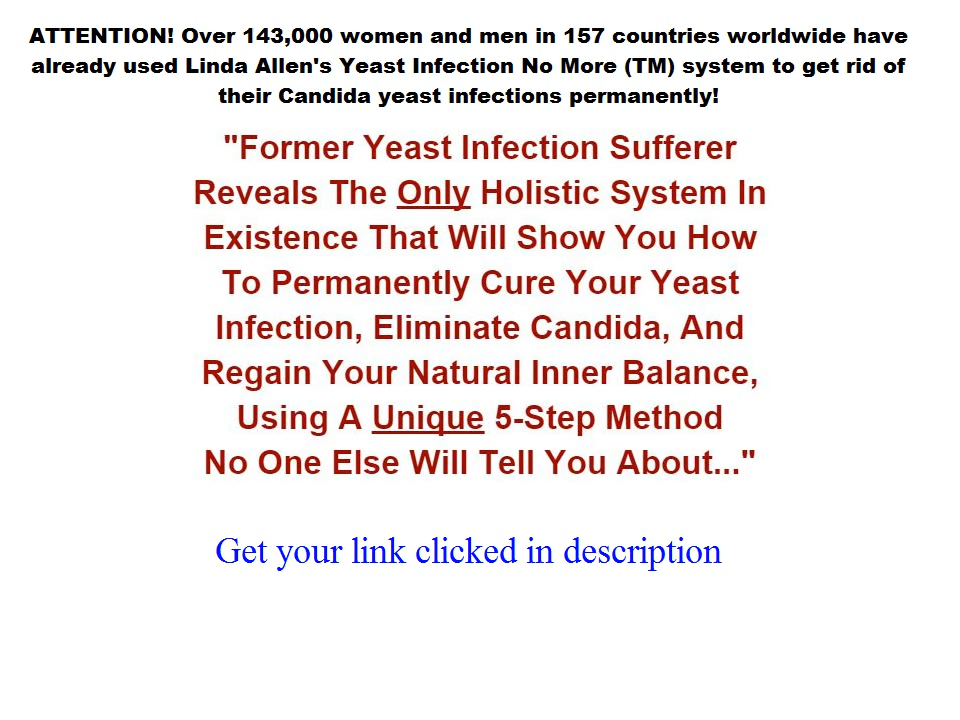 ATTENTION! Over 143,000 women and men in 157 countries worldwide have
already used Linda Allen's Yeast Infection No More (TM) system to get rid of
their Candida yeast infections permanently!
"Former Yeast Infection Sufferer
Reveals The Only Holistic System In
Existence That Will Show You How
To Permanently Cure Your Yeast
Infection, Eliminate Candida, And
Regain Your Natural Inner Balance,
Using A Unique 5-Step Method
No One Else Will Tell You About..."
Get your link clicked in description